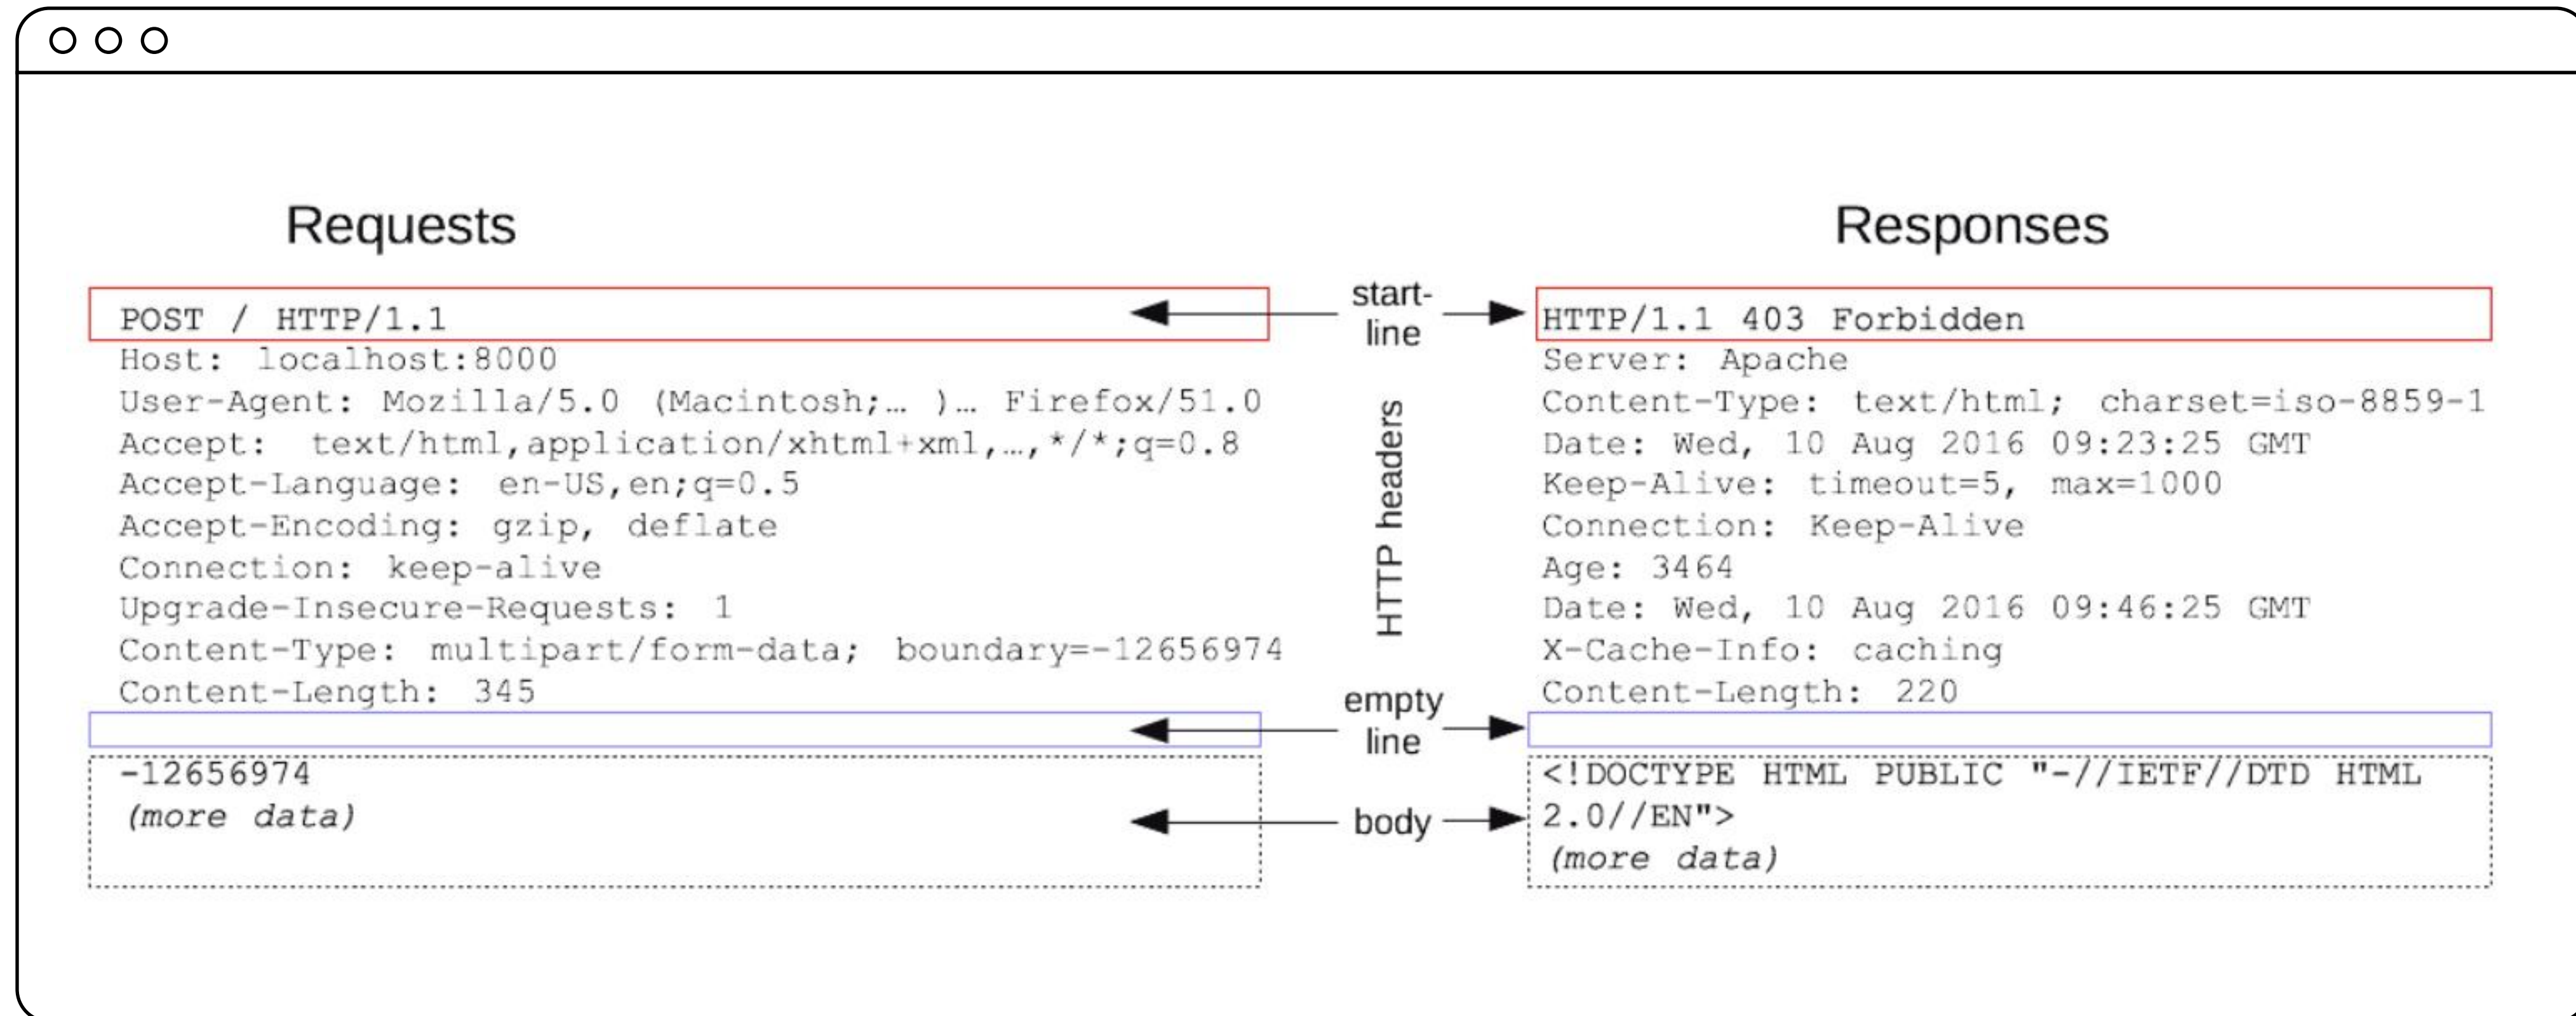 Requests
POST / HTTP/1.1
Host: localhost:8000
User-Agent: Mozilla/5.0 (Macintosh;… )… Firefox/51.0
Accept: text/html,application/xhtml+xml,…,*/*;q=0.8
Accept-Language: en-US,en;q=0.5
Accept-Encoding: gzip, deflate
Connection: keep-alive
Upgrade-Insecure-Requests: 1
Content-Type: multipart/form-data; boundary=-12656974
Content-Length: 345
-12656974
(more data)
start-
line
HTTP headers
empty
line
body
Responses
HTTP/1.1 403 Forbidden
Server: Apache
Content-Type: text/html; charset=iso-8859-1
Date: Wed, 10 Aug 2016 09:23:25 GMT
Keep-Alive: timeout=5, max=1000
Connection: Keep-Alive
Age: 3464
Date: Wed, 10 Aug 2016 09:46:25 GMT
X-Cache-Info: caching
Content-Length: 220
<!DOCTYPE HTML PUBLIC "-//IETF//DTD HTML
2.0//EN">
(more data)